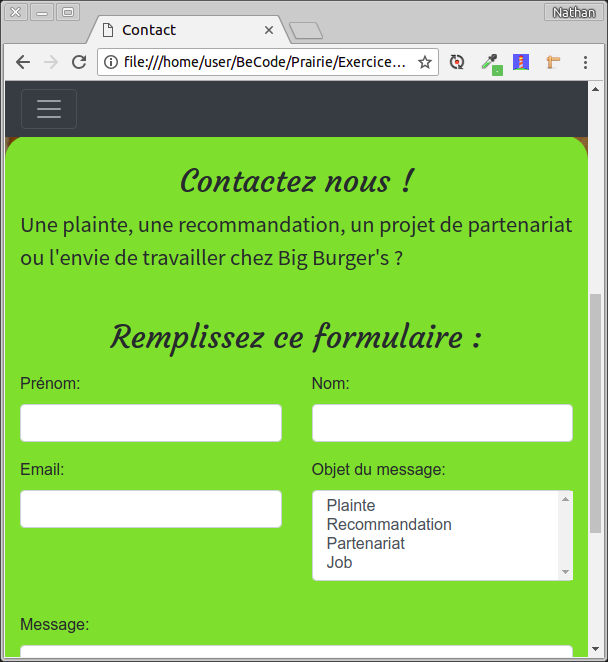 Nathan
Contact
file:///home/user/BeCode/Prairie/Exercice...
Contactez nous !
Une plainte, une recommandation, un projet de partenariat
ou l'envie de travailler chez Big Burger's ?
Remplissez ce formulaire :
Prénom:
Nom:
Email:
Objet du message:
Plainte
Recommandation
Partenariat
Job
Message: